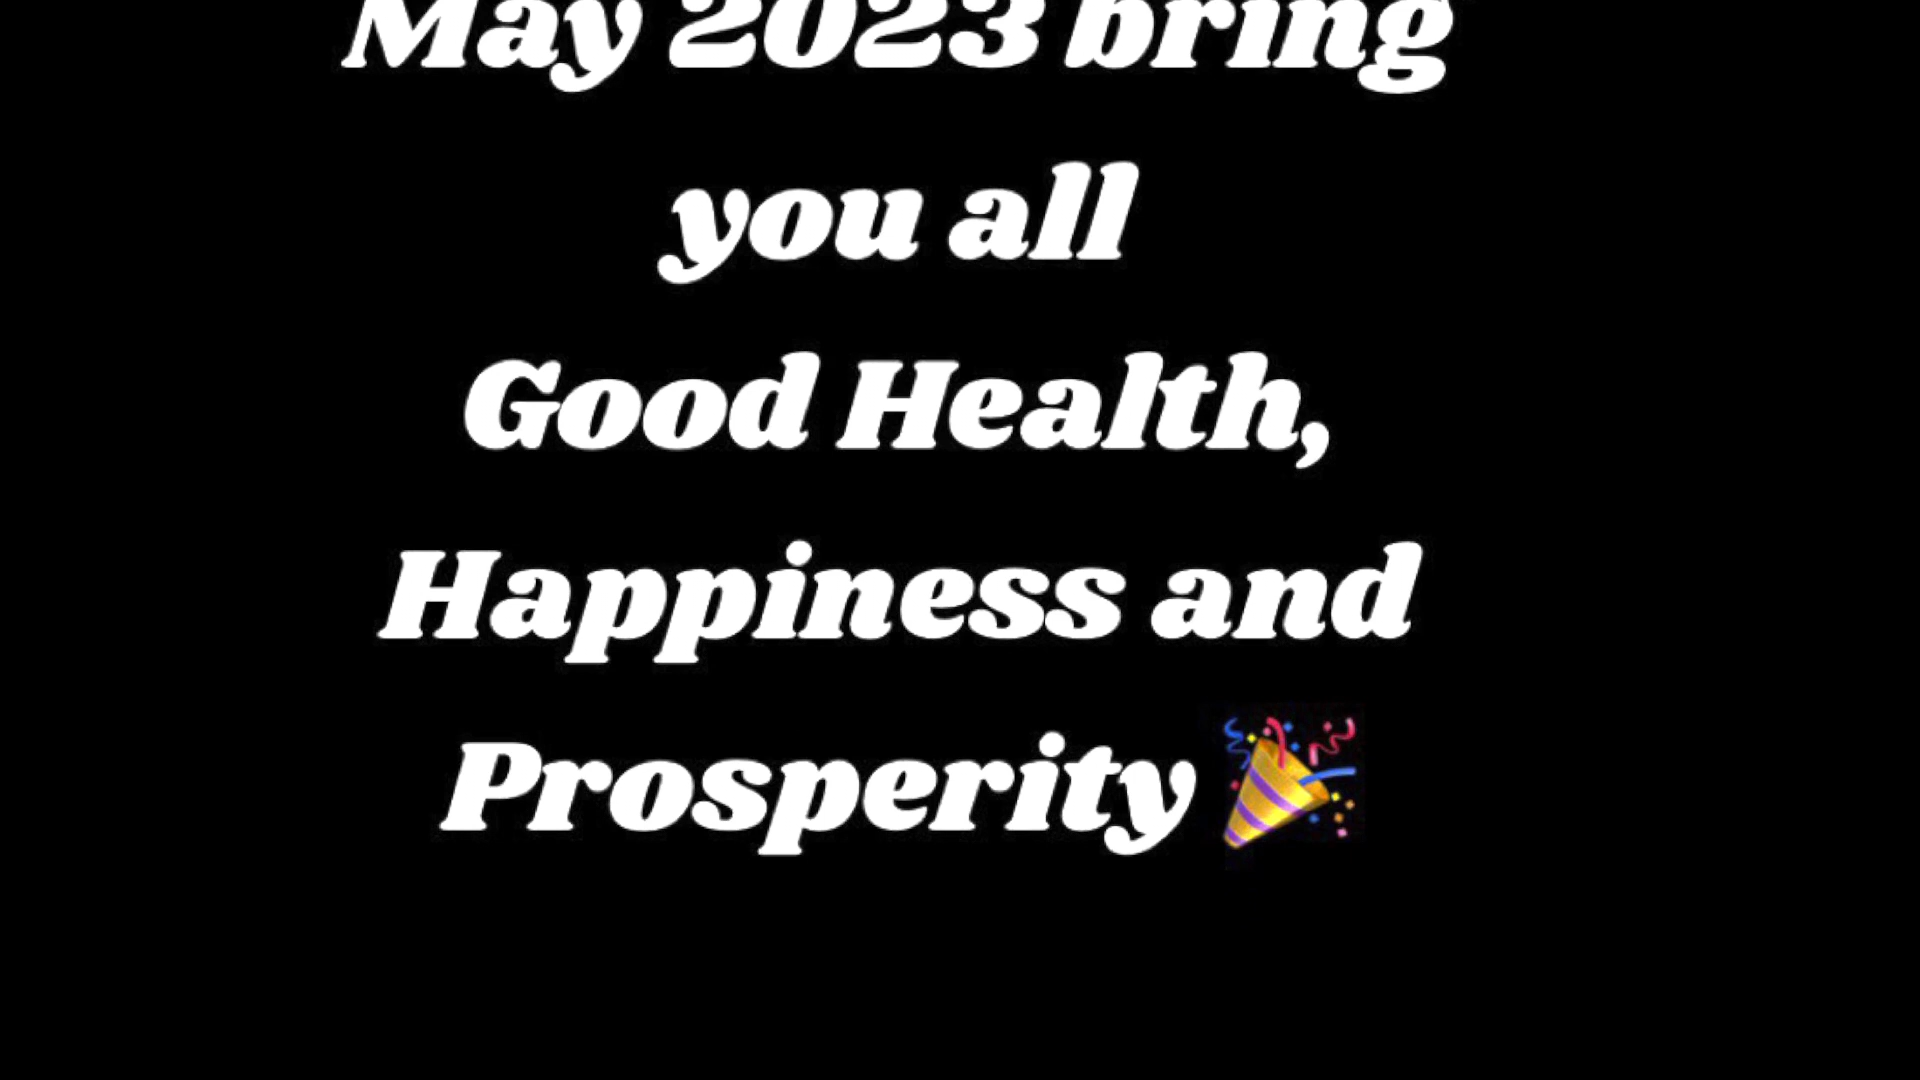 May 2023 bring
you all
Good Health,
Happiness and
Prosperity 🎉